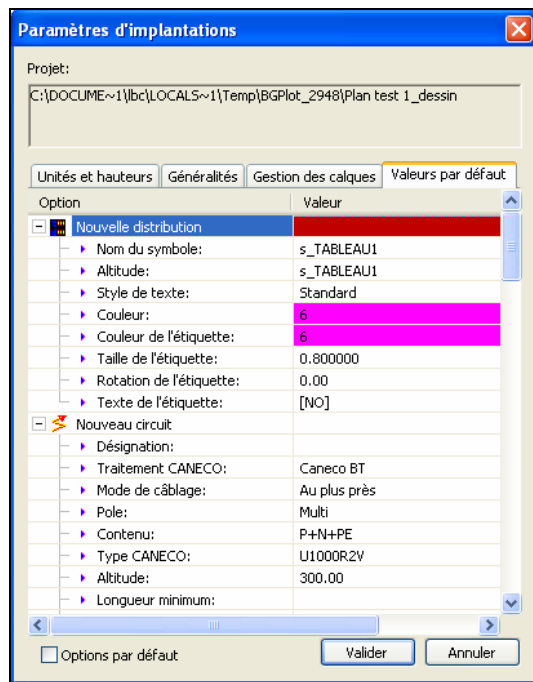 Paramètres d'implantations
Projet:
C:\DOCUME~1\lbc\LOCALS~1\Temp\BGPlot_2948\Plan test 1_dessin
Unités et hauteurs Généralités Gestion des calques Valeurs par défaut
Option Valeur
Nouvelle distribution
Nom du symbole: s_TABLEAU1
Altitude: s_TABLEAU1
Style de texte: Standard
Couleur: 6
Couleur de l'étiquette: 6
Taille de l'étiquette: 0.800000
Rotation de l'étiquette: 0.00
Texte de l'étiquette: [NO]
Nouveau circuit
Désignation:
Traitement CANECO: Caneco BT
Mode de câblage: Au plus près
Pole: Multi
Contenu: P+N+PE
Type CANECO: U1000R2V
Altitude: 300.00
Longueur minimum:
Options par défaut Valider Annuler